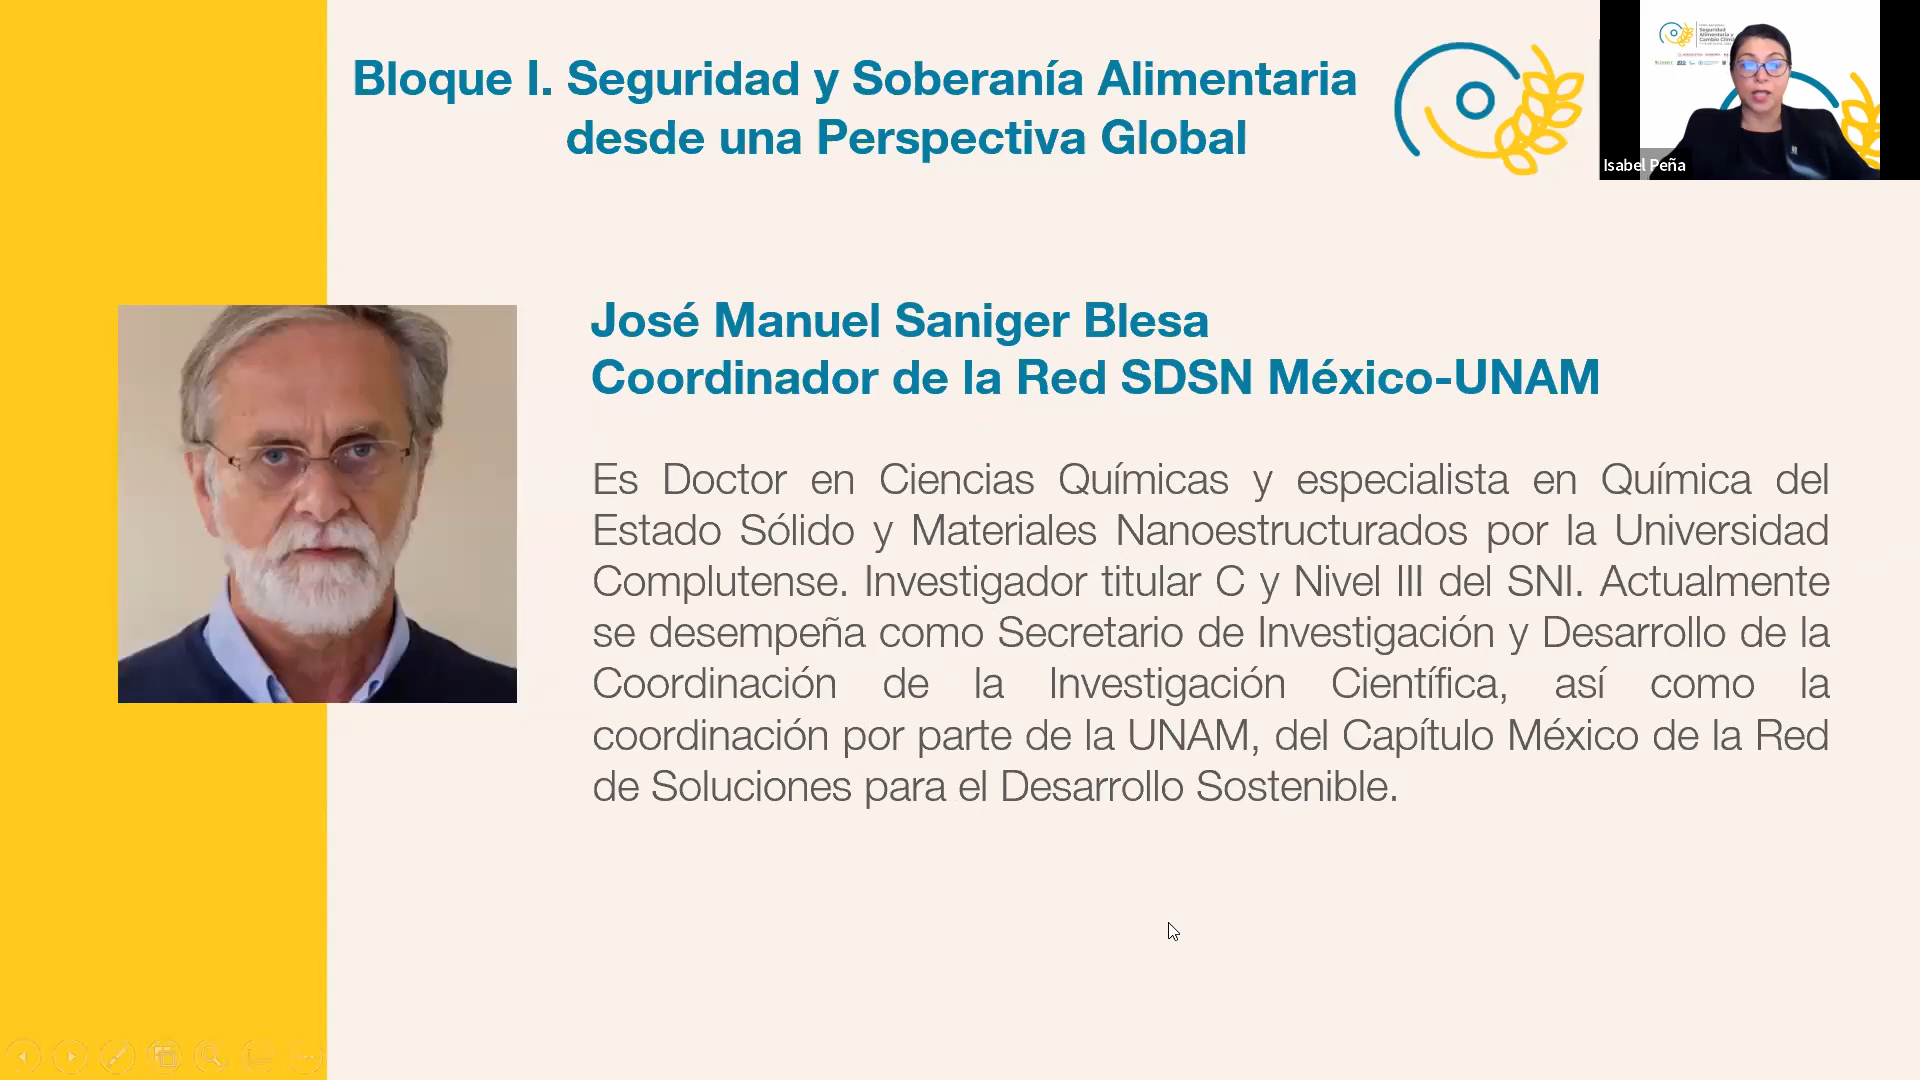 Bloque I. Seguridad y Soberanía Alimentaria
desde una Perspectiva Global
Seguridad
Alimentaria y
Isabel Peña
José Manuel Saniger Blesa
Coordinador de la Red SDSN México-UNAM
Es Doctor en Ciencias Químicas y especialista en Química del
Estado Sólido y Materiales Nanoestructurados por la Universidad
Complutense. Investigador titular C y Nivel III del SNI. Actualmente
se desempeña como Secretario de Investigación y Desarrollo de la
Coordinación de la Investigación Científica, así como la
coordinación por parte de la UNAM, del Capítulo México de la Red
de Soluciones para el Desarrollo Sostenible.